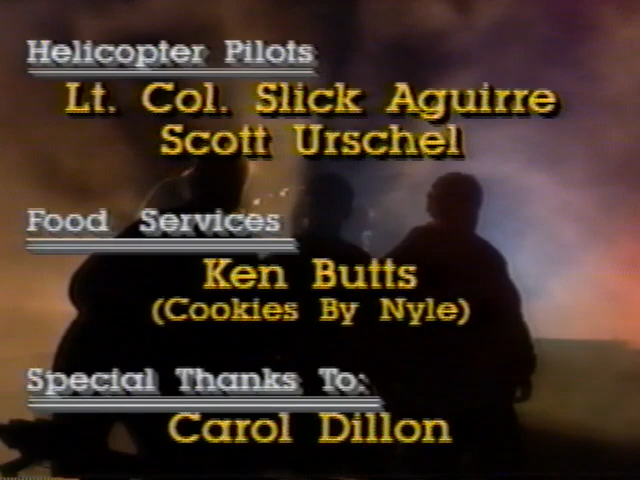 Helicopter Pilots
Lt. Col. Slick Aguirre
Scott Urschel
Food Services
Ken Butts
(Cookies By Nyle)
Special Thanks To:
Carol Dillon